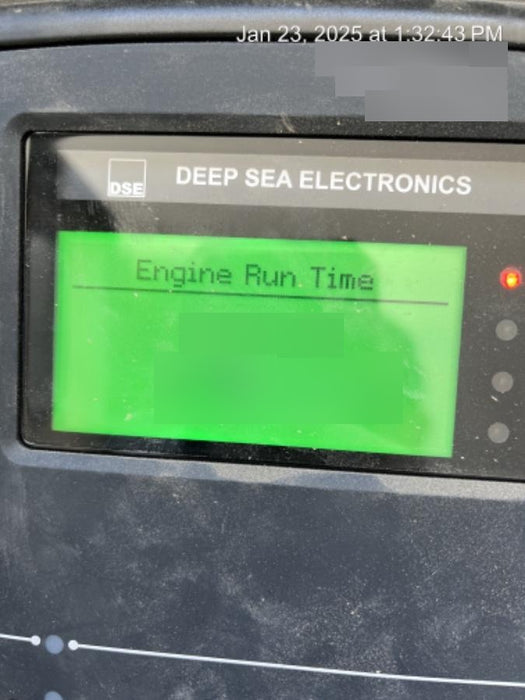 Jan 23, 2025 at 1:32:43 PM
DSE
DEEP SEA ELECTRONICS
Engine Run Time